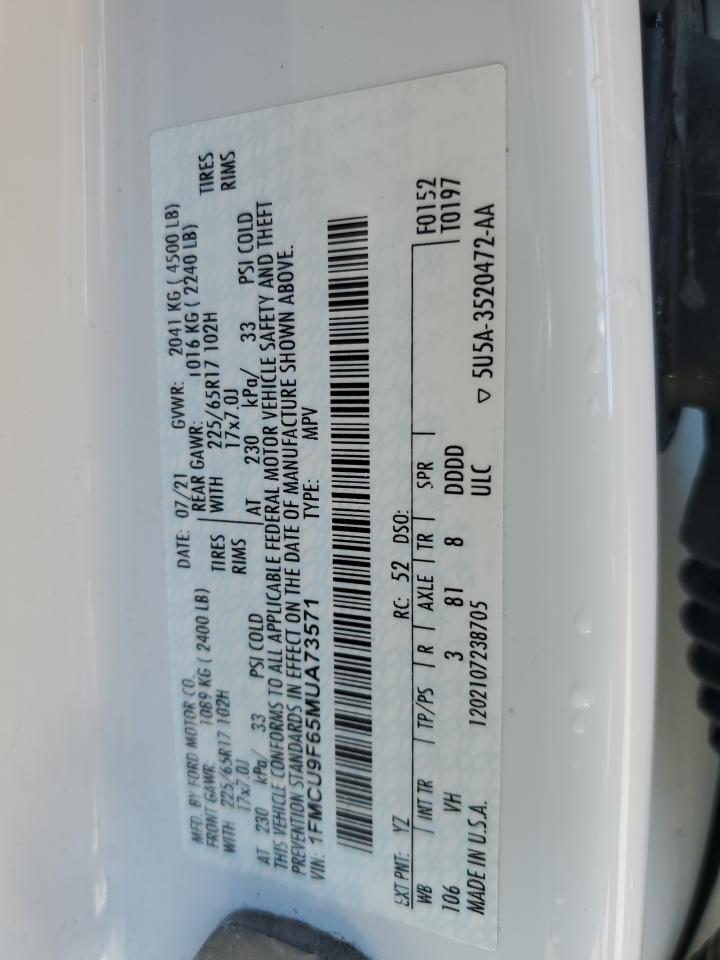 MFD. BY FORD MOTOR CO.
DATE: 07/21 GVWR: 2041 KG ( 4500 LB)
FRONT GAWR: 1089 KG ( 2400 LB) REAR GAWR: 1016 KG ( 2240 LB)
WITH 225/65R17 102H TIRES WITH 225/65R17 102H TIRES
17x7.0J RIMS 17x7.0J RIMS
AT 230 kPa/ 33 PSI COLD AT 230 kPa/ 33 PSI COLD
THIS VEHICLE CONFORMS TO ALL APPLICABLE FEDERAL MOTOR VEHICLE SAFETY AND THEFT
PREVENTION STANDARDS IN EFFECT ON THE DATE OF MANUFACTURE SHOWN ABOVE.
VIN: 1FMCU9F65MUA73571 TYPE: MPV
EXT PNT: YZ RC: 52 DSO: F0152
WB INT TR TP/PS R AXLE TR SPR T0197
106 VH 3 81 8 DDDD
MADE IN U.S.A. 1202107238705 ULC ▽ 5U5A-3520472-AA